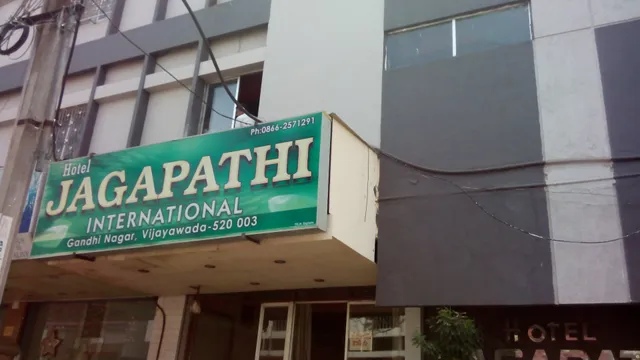 Ph:0866-2571291
Hotel
JAGAPATHI
INTERNATIONAL
Gandhi Nagar, Vijayawada-520 003
HOTEL